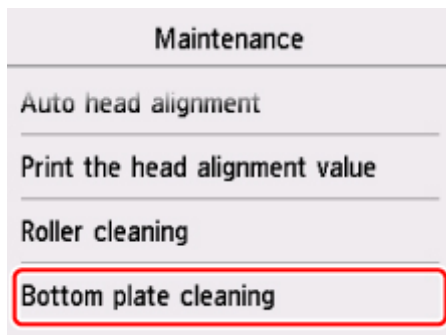 Maintenance
Auto head alignment
Print the head alignment value
Roller cleaning
Bottom plate cleaning